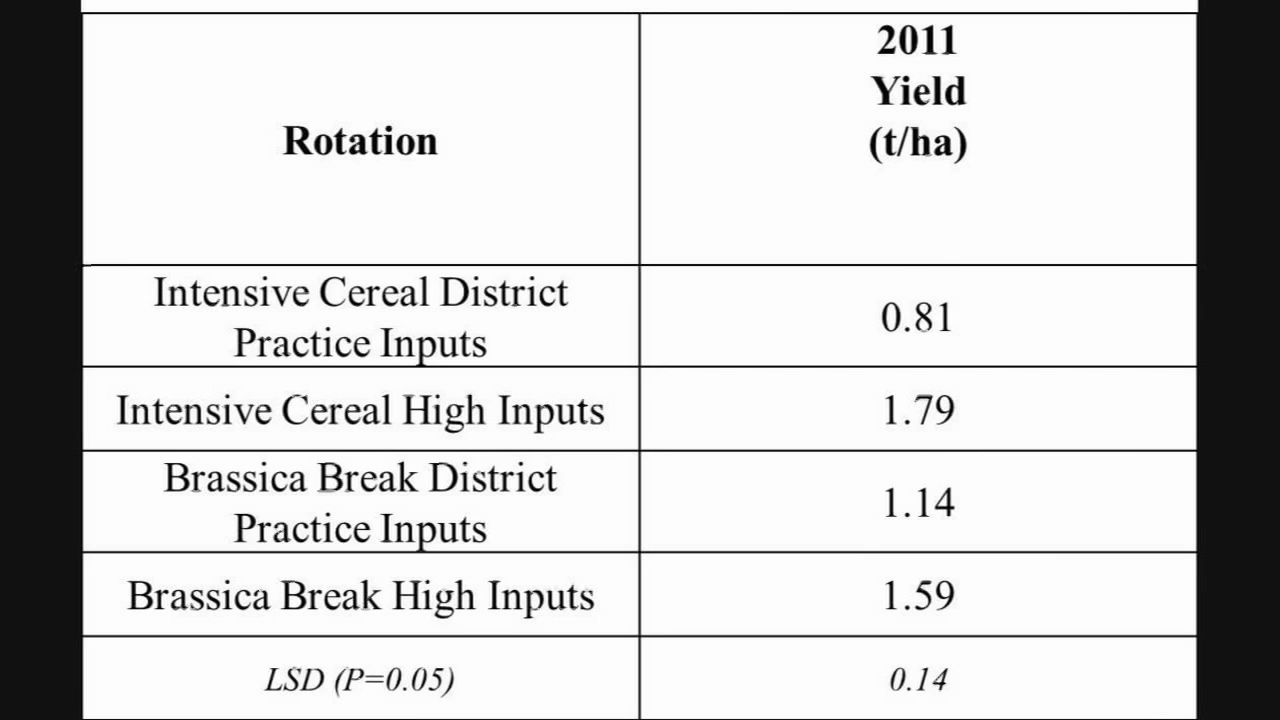 Rotation
2011
Yield
(t/ha)
Intensive Cereal District
Practice Inputs
0.81
Intensive Cereal High Inputs
1.79
Brassica Break District
Practice Inputs
1.14
Brassica Break High Inputs
1.59
LSD (P=0.05)
0.14